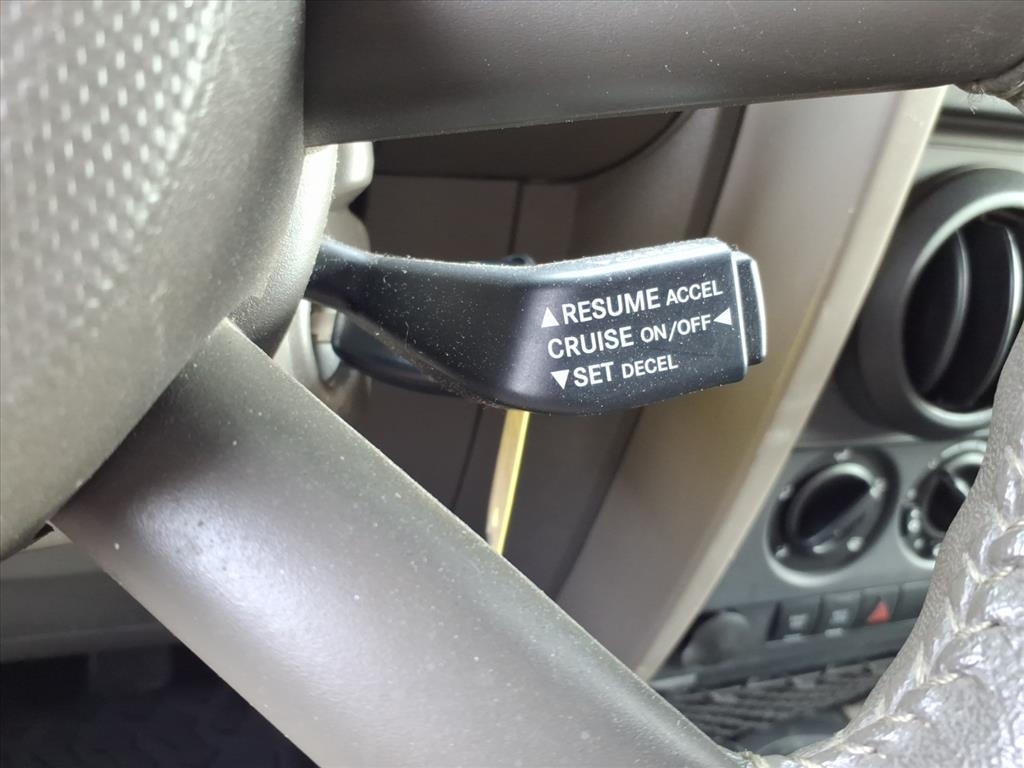 ▲RESUME ACCEL
CRUISE ON/OFF◄
▼SET DECEL